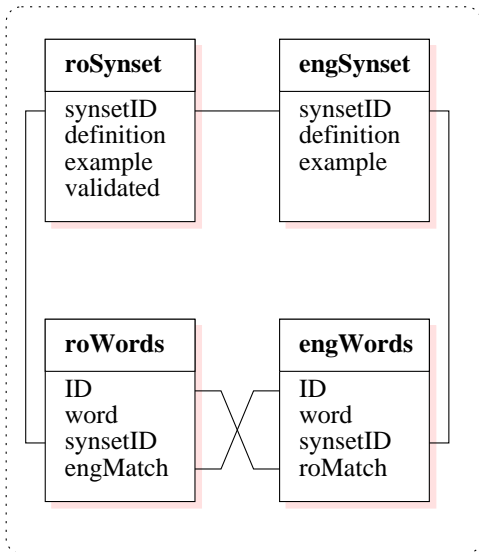 roSynset
synsetID
definition
example
validated
engSynset
synsetID
definition
example
roWords
ID
word
synsetID
engMatch
engWords
ID
word
synsetID
roMatch